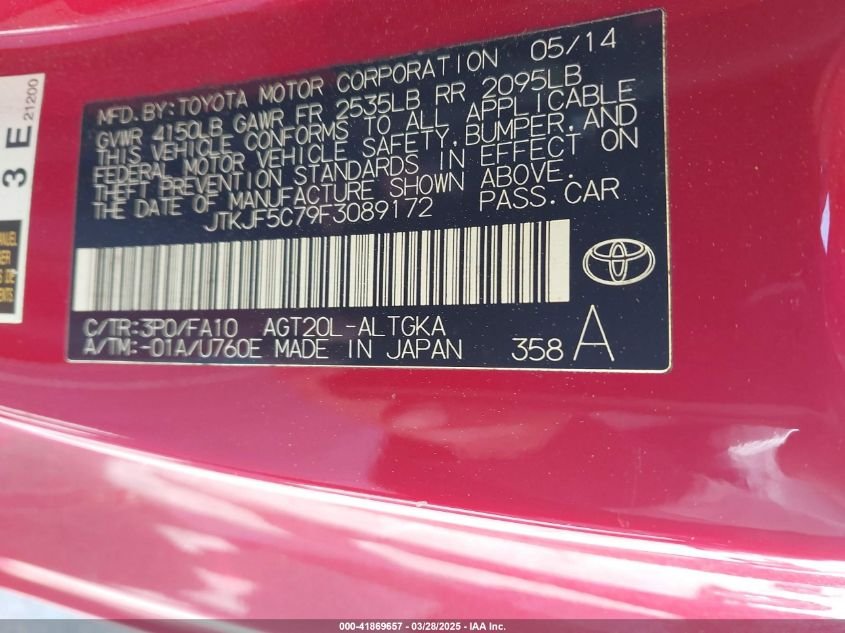 05/14
MFD.BY:TOYOTA MOTOR CORPORATION
GVWR 4150LB GAWR FR 2535LB RR 2095LB
THIS VEHICLE CONFORMS TO ALL APPLICABLE
FEDERAL MOTOR VEHICLE SAFETY,BUMPER,AND
THEFT PREVENTION STANDARDS IN EFFECT ON
THE DATE OF MANUFACTURE SHOWN ABOVE.
JTKJF5C79F3089172 PASS.CAR
C/TR:3P0/FA10 AGT20L-ALTGKA
A/TM:-01A/U760E MADE IN JAPAN 358 A
3 E
21200
DE
000-41869657 - 03/28/2025 - IAA Inc.